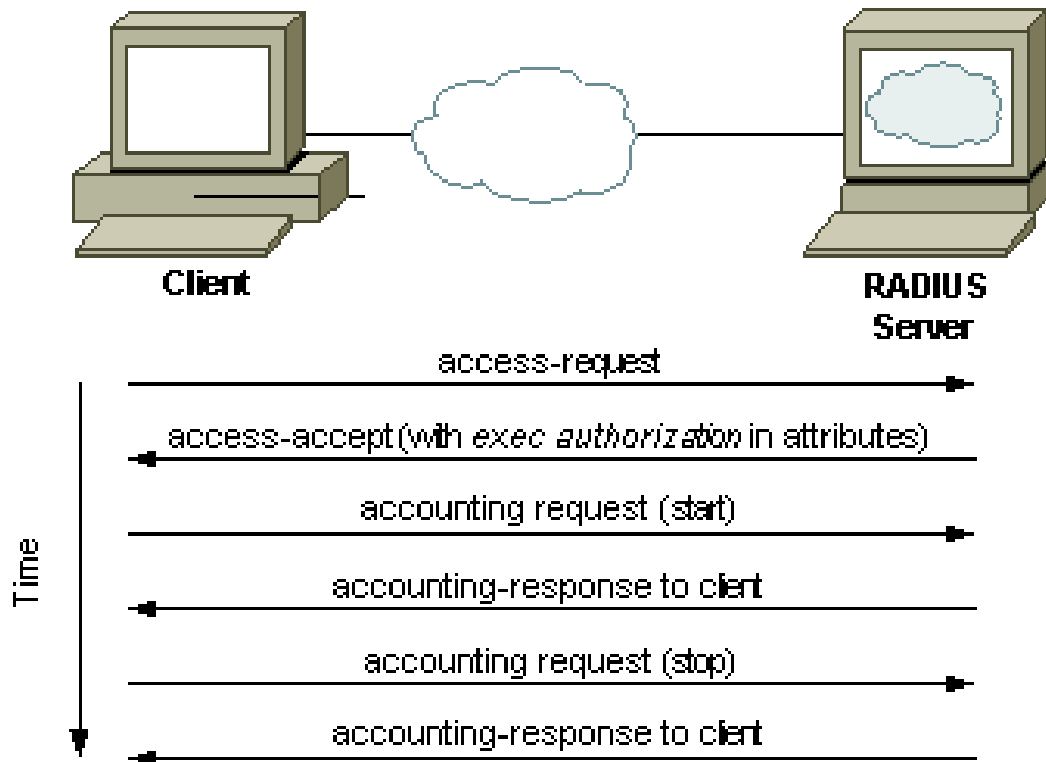 Client
RADIUS
Server
access-request
access-accept (with exec authorization in attributes)
accounting request (start)
accounting-response to client
accounting request (stop)
accounting-response to client
Time